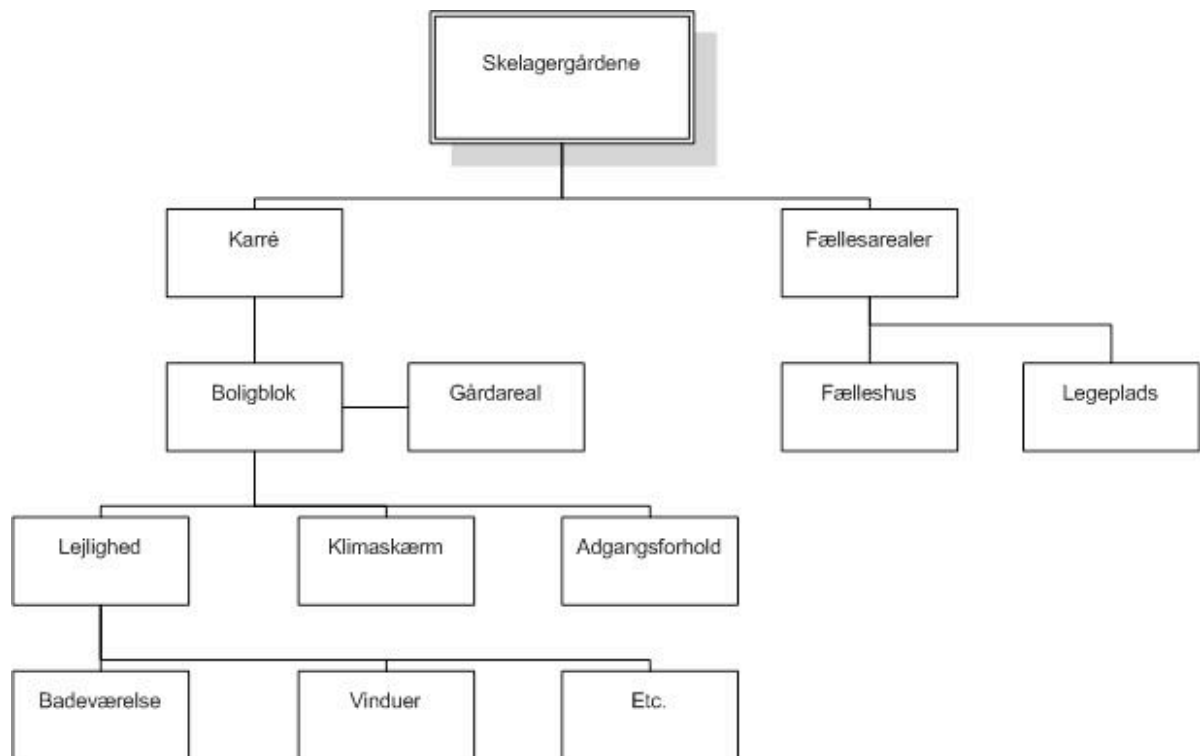 Skelagergårdene
Karré
Fællesarealer
Boligblok
Gårdareal
Fælleshus
Legeplads
Lejlighed
Klimaskærm
Adgangsforhold
Badeværelse
Vinduer
Etc.